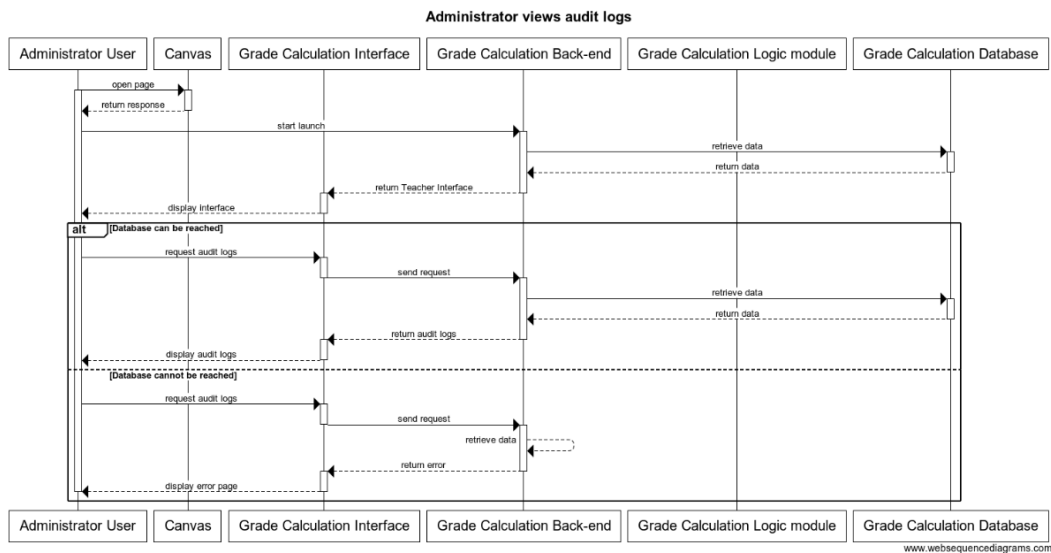 Administrator views audit logs
Administrator User
Canvas
Grade Calculation Interface
Grade Calculation Back-end
Grade Calculation Logic module
Grade Calculation Database
open page
return response
start launch
retrieve data
return data
return Teacher Interface
display interface
alt
[Database can be reached]
request audit logs
send request
retrieve data
return data
return audit logs
display audit logs
[Database cannot be reached]
request audit logs
send request
retrieve data
return error
display error page
Administrator User
Canvas
Grade Calculation Interface
Grade Calculation Back-end
Grade Calculation Logic module
Grade Calculation Database
www.websequencediagrams.com